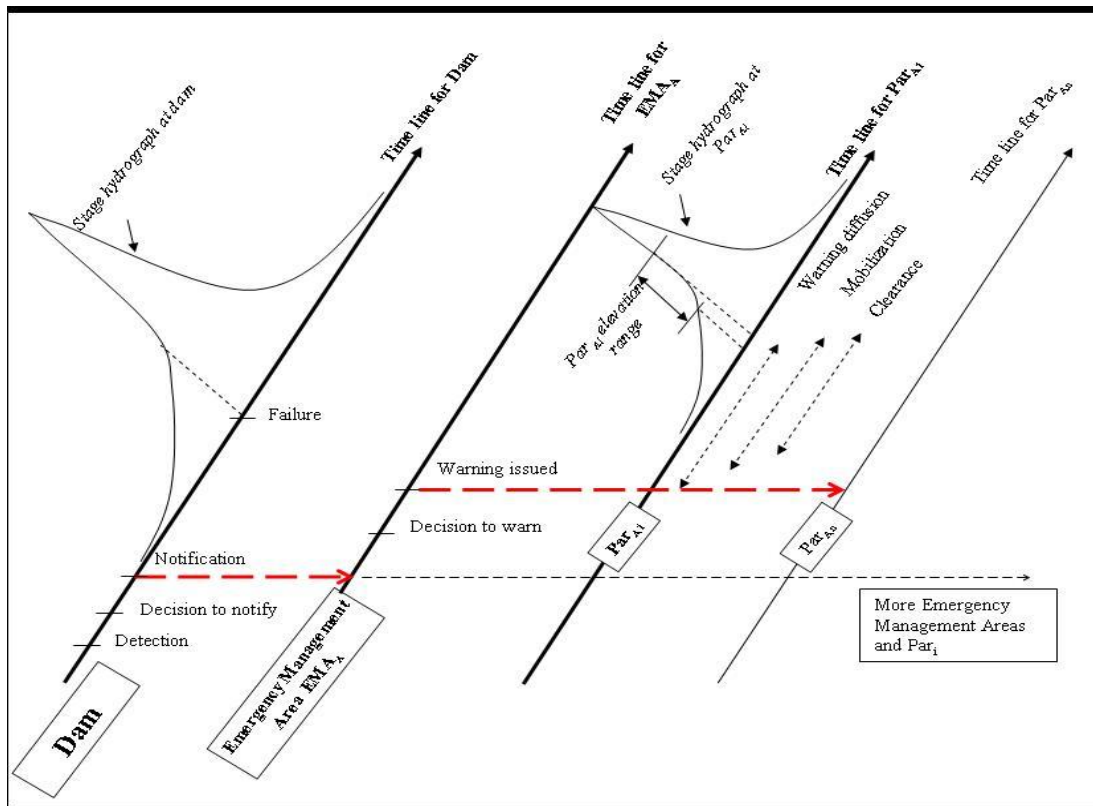 Stage hydrograph at dam
Time line for Dam
Time line for
EMA_A
Stage hydrograph at
Par_Ai
Time line for Par_A1
Time line for Par_An
Warning diffusion
Mobilization
Clearance
Par_Ai elevation
range
Failure
Warning issued
Decision to warn
Notification
Decision to notify
Detection
Dam
Emergency Management
Area EMA_A
Par_A1
Par_An
More Emergency
Management Areas
and Par_i